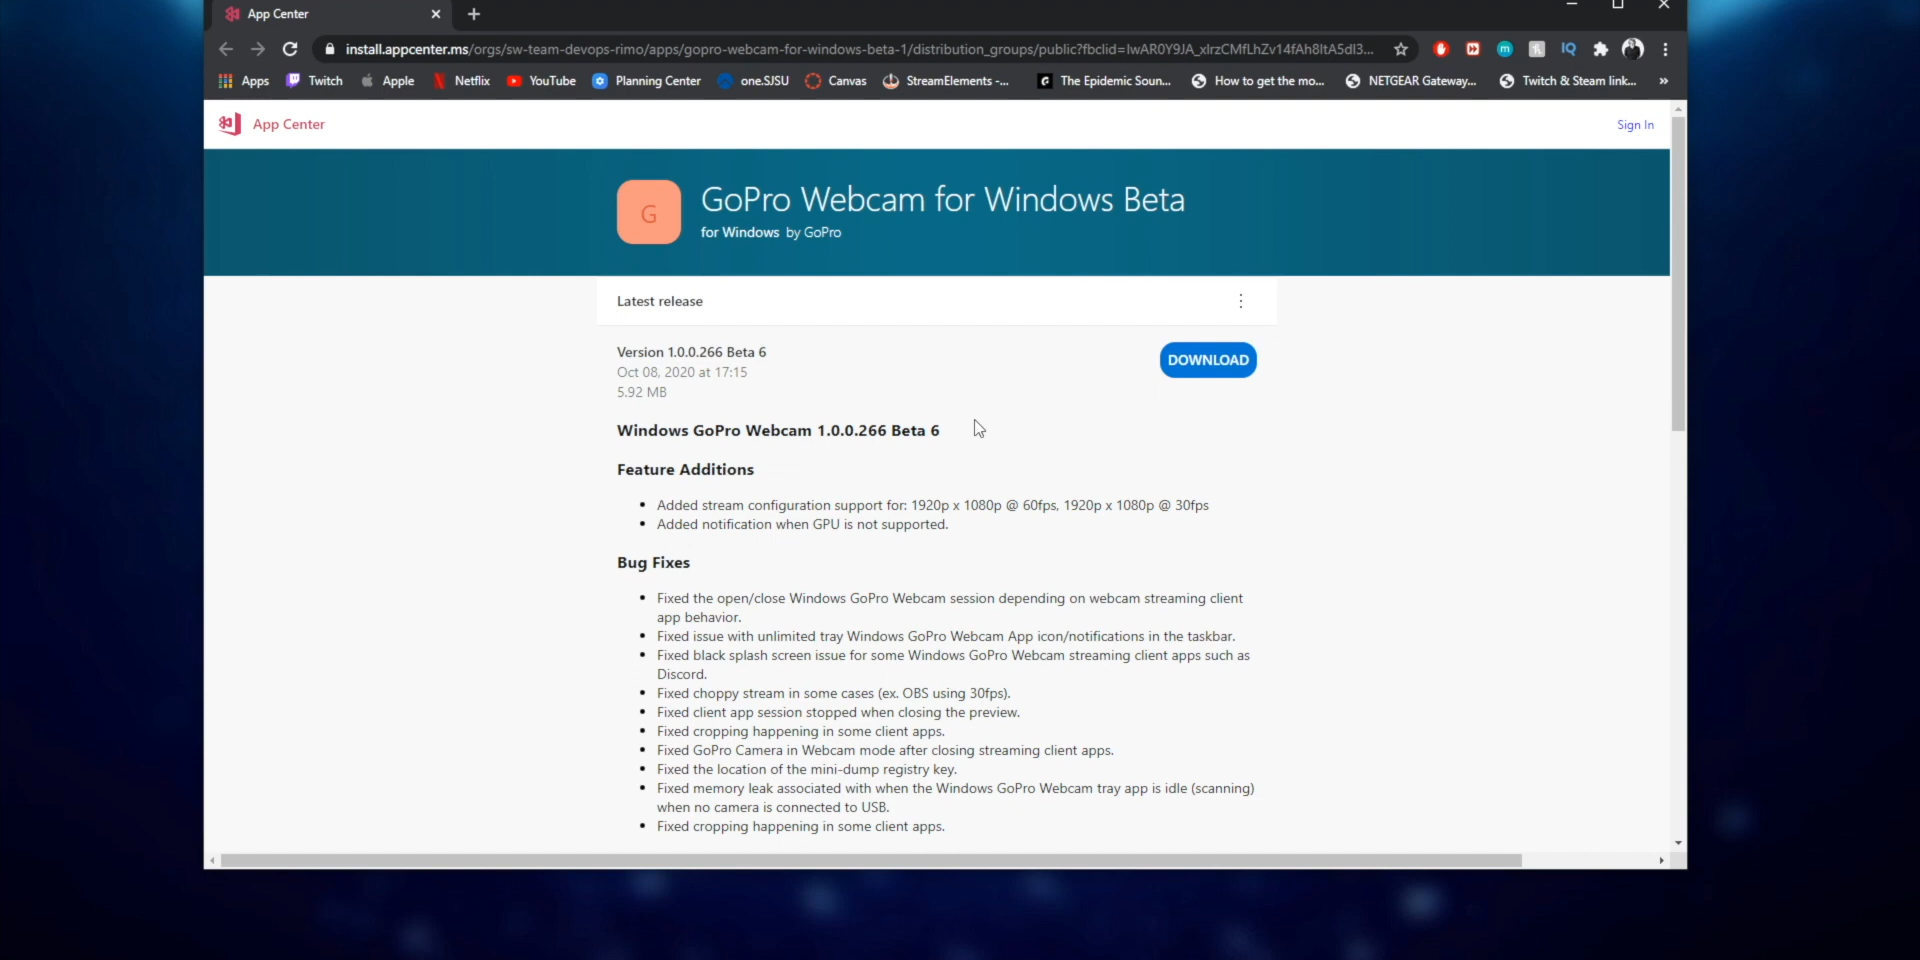 App Center
install.appcenter.ms/orgs/sw-team-devops-rimo/apps/gopro-webcam-for-windows-beta-1/distribution_groups/public?fbclid=
IQ
Apps Twitch Apple Netflix YouTube Planning Center one.SJSU Canvas StreamElements -... The Epidemic Soun... How to get the mo... NETGEAR Gateway... Twitch & Steam link... »
App Center Sign In
G
GoPro Webcam for Windows Beta
for Windows by GoPro
Latest release
Version 1.0.0.266 Beta 6
DOWNLOAD
Oct 08, 2020 at 17:15
5.92 MB
Windows GoPro Webcam 1.0.0.266 Beta 6
Feature Additions
• Added stream configuration support for: 1920p x 1080p @ 60fps, 1920p x 1080p @ 30fps
• Added notification when GPU is not supported.
Bug Fixes
• Fixed the open/close Windows GoPro Webcam session depending on webcam streaming client
app behavior.
• Fixed issue with unlimited tray Windows GoPro Webcam App icon/notifications in the taskbar.
• Fixed black splash screen issue for some Windows GoPro Webcam streaming client apps such as
Discord.
• Fixed choppy stream in some cases (ex. OBS using 30fps).
• Fixed client app session stopped when closing the preview.
• Fixed cropping happening in some client apps.
• Fixed GoPro Camera in Webcam mode after closing streaming client apps.
• Fixed the location of the mini-dump registry key.
• Fixed memory leak associated with when the Windows GoPro Webcam tray app is idle (scanning)
when no camera is connected to USB.
• Fixed cropping happening in some client apps.